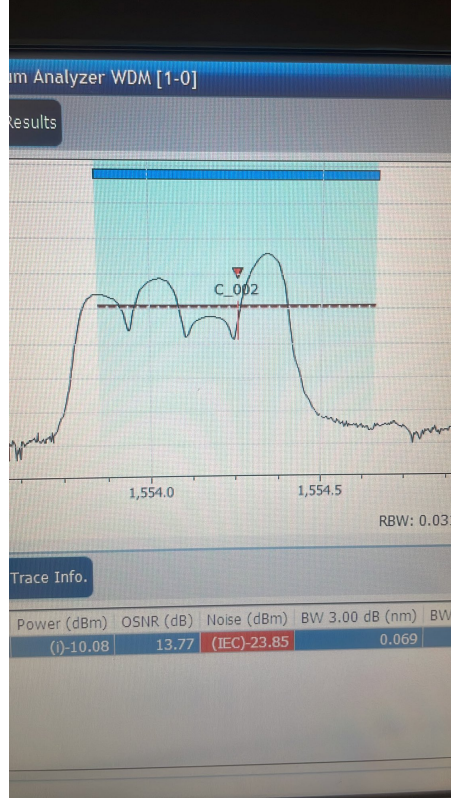 um Analyzer WDM [1-0]
Results
C_002
1,554.0
1,554.5
RBW: 0.03
Trace Info.
Power (dBm) OSNR (dB) Noise (dBm) BW 3.00 dB (nm) BW
(i)-10.08 13.77 (IEC)-23.85 0.069